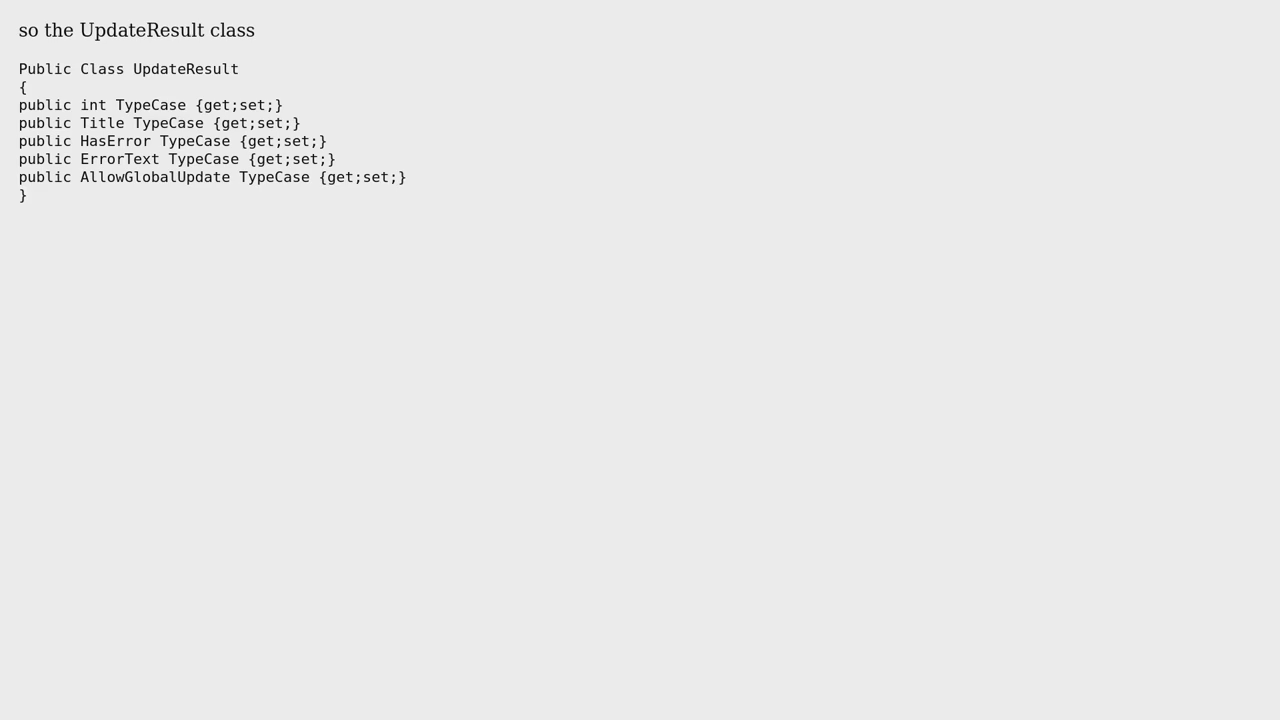 so the UpdateResult class
Public Class UpdateResult
{
public int TypeCase {get;set;}
public Title TypeCase {get;set;}
public HasError TypeCase {get;set;}
public ErrorText TypeCase {get;set;}
public AllowGlobalUpdate TypeCase {get;set;}
}